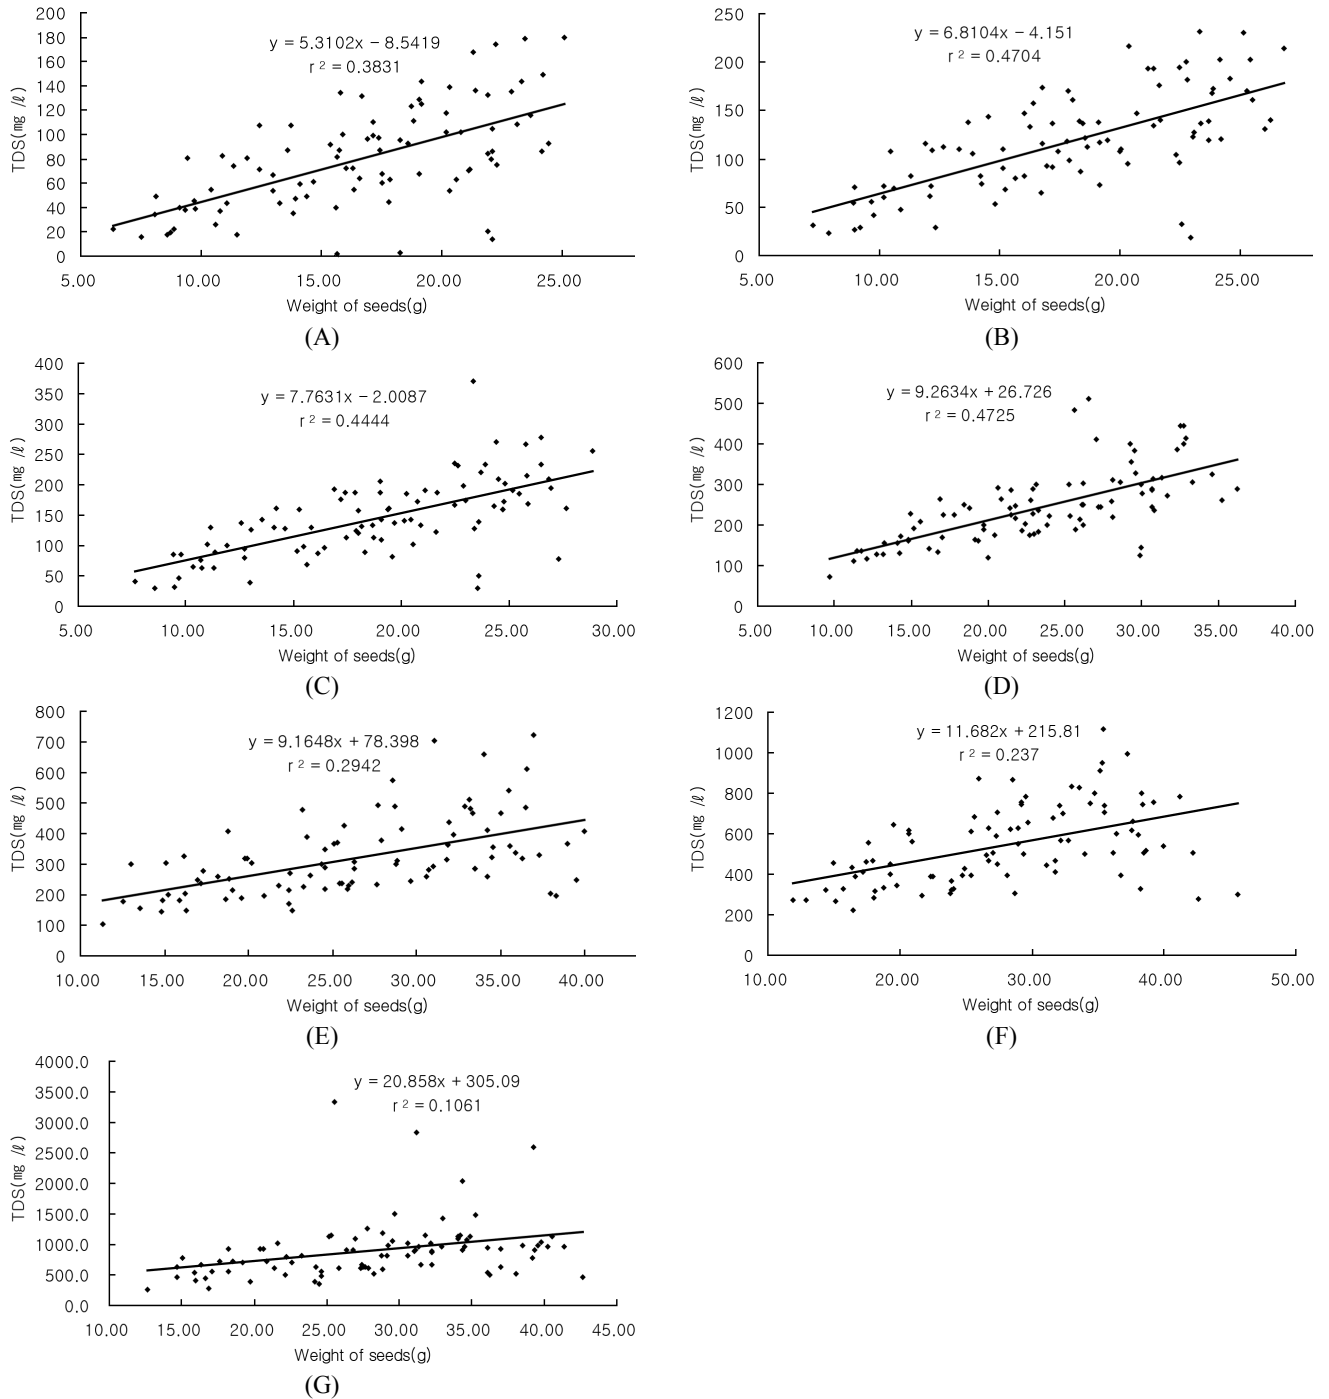 y = 5.3102x – 8.5419
r ² = 0.3831
TDS(㎎ /ℓ)
200
180
160
140
120
100
80
60
40
20
0
5.00 10.00 15.00 20.00 25.00
Weight of seeds(g)
(A)
y = 6.8104x – 4.151
r ² = 0.4704
TDS(㎎ /ℓ)
250
200
150
100
50
0
5.00 10.00 15.00 20.00 25.00
Weight of seeds(g)
(B)
y = 7.7631x – 2.0087
r ² = 0.4444
TDS(㎎ /ℓ)
400
350
300
250
200
150
100
50
0
5.00 10.00 15.00 20.00 25.00 30.00
Weight of seeds(g)
(C)
y = 9.2634x + 26.726
r ² = 0.4725
TDS(㎎ /ℓ)
600
500
400
300
200
100
0
5.00 10.00 15.00 20.00 25.00 30.00 35.00 40.00
Weight of seeds(g)
(D)
y = 9.1648x + 78.398
r ² = 0.2942
TDS(㎎ /ℓ)
800
700
600
500
400
300
200
100
0
10.00 15.00 20.00 25.00 30.00 35.00 40.00
Weight of seeds(g)
(E)
y = 11.682x + 215.81
r ² = 0.237
TDS(㎎ /ℓ)
1200
1000
800
600
400
200
0
10.00 20.00 30.00 40.00 50.00
Weight of seeds(g)
(F)
y = 20.858x + 305.09
r ² = 0.1061
TDS(㎎ /ℓ)
4000.0
3500.0
3000.0
2500.0
2000.0
1500.0
1000.0
500.0
0.0
10.00 15.00 20.00 25.00 30.00 35.00 40.00 45.00
Weight of seeds(g)
(G)